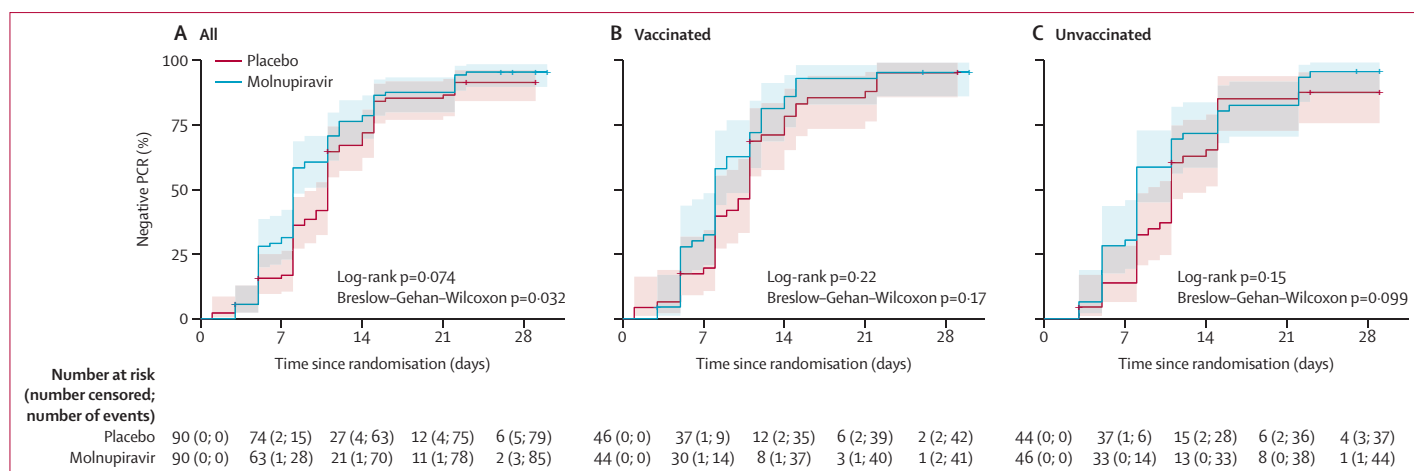 A All
B Vaccinated
C Unvaccinated
Placebo
Molnupiravir
Negative PCR (%)
100
75
50
25
0
Log-rank p=0·074
Breslow–Gehan–Wilcoxon p=0·032
Log-rank p=0·22
Breslow–Gehan–Wilcoxon p=0·17
Log-rank p=0·15
Breslow–Gehan–Wilcoxon p=0·099
0 7 14 21 28
0 7 14 21 28
0 7 14 21 28
Time since randomisation (days)
Time since randomisation (days)
Time since randomisation (days)
Number at risk
(number censored;
number of events)
Placebo 90 (0; 0) 74 (2; 15) 27 (4; 63) 12 (4; 75) 6 (5; 79) 46 (0; 0) 37 (1; 9) 12 (2; 35) 6 (2; 39) 2 (2; 42) 44 (0; 0) 37 (1; 6) 15 (2; 28) 6 (2; 36) 4 (3; 37)
Molnupiravir 90 (0; 0) 63 (1; 28) 21 (1; 70) 11 (1; 78) 2 (3; 85) 44 (0; 0) 30 (1; 14) 8 (1; 37) 3 (1; 40) 1 (2; 41) 46 (0; 0) 33 (0; 14) 13 (0; 33) 8 (0; 38) 1 (1; 44)